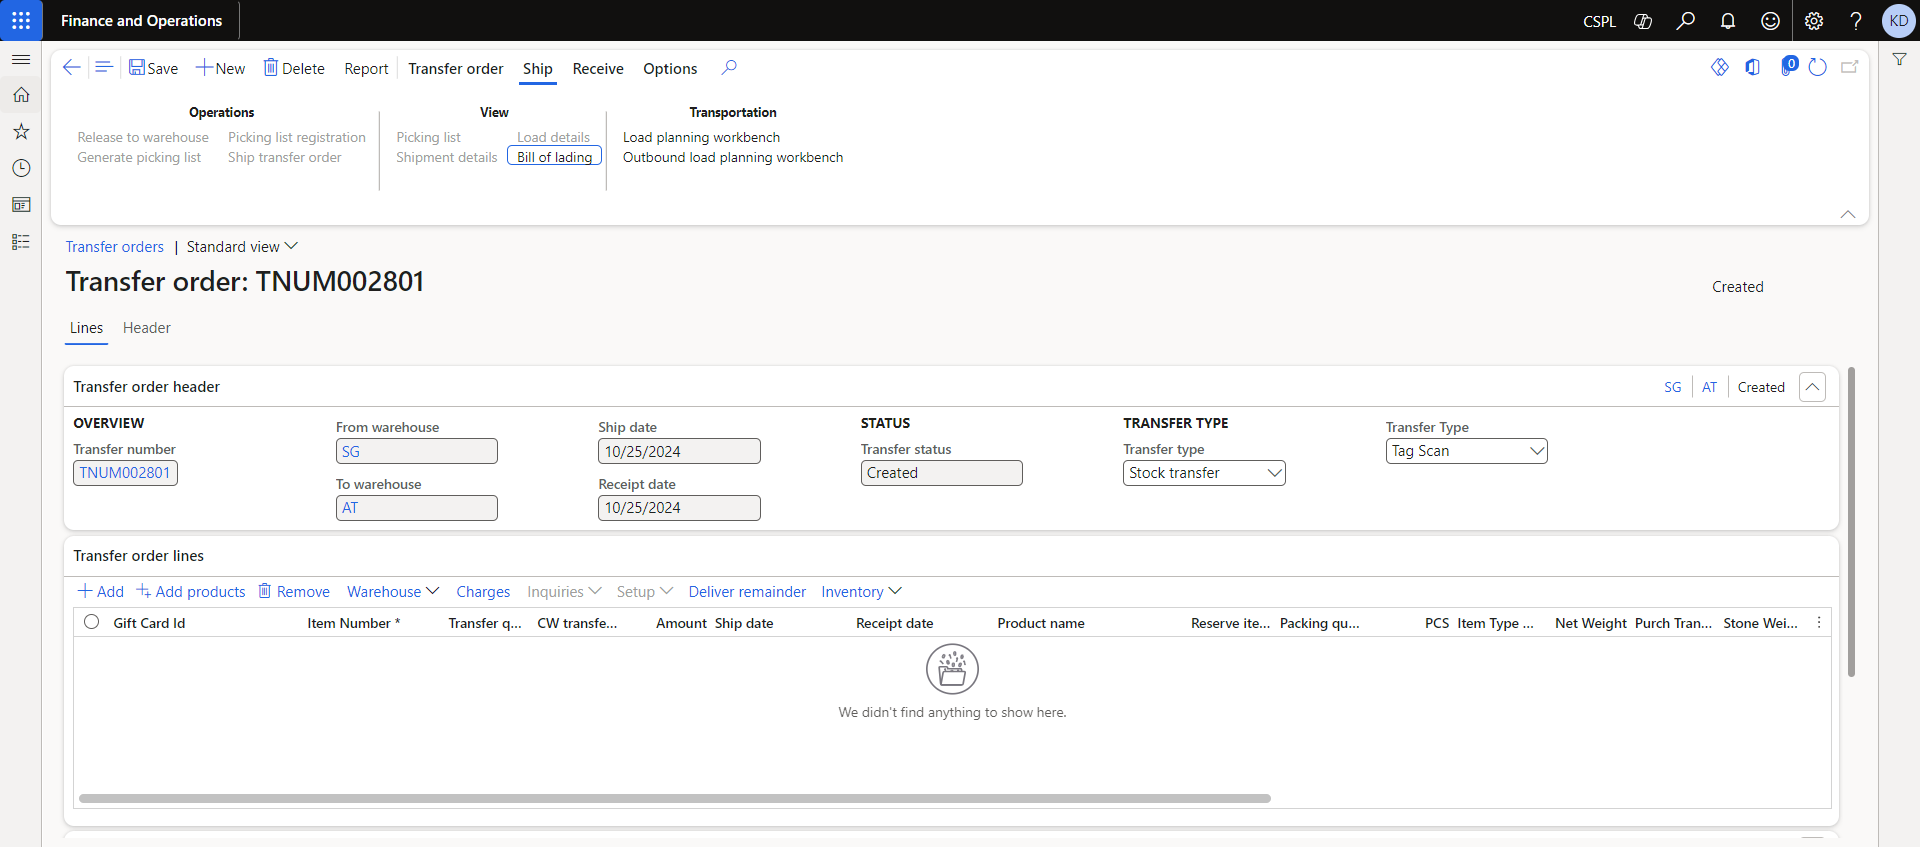 Finance and Operations
CSPL
KD
Save
New
Delete
Report
Transfer order
Ship
Receive
Options
0
Operations
Release to warehouse
Picking list registration
Generate picking list
Ship transfer order
View
Picking list
Load details
Shipment details
Bill of lading
Transportation
Load planning workbench
Outbound load planning workbench
Transfer orders | Standard view
Transfer order: TNUM002801
Created
Lines
Header
Transfer order header
SG
AT
Created
OVERVIEW
Transfer number
TNUM002801
From warehouse
SG
To warehouse
AT
Ship date
10/25/2024
Receipt date
10/25/2024
STATUS
Transfer status
Created
TRANSFER TYPE
Transfer type
Stock transfer
Transfer Type
Tag Scan
Transfer order lines
Add
Add products
Remove
Warehouse
Charges
Inquiries
Setup
Deliver remainder
Inventory
Gift Card Id
Item Number *
Transfer q...
CW transfe...
Amount
Ship date
Receipt date
Product name
Reserve ite...
Packing qu...
PCS
Item Type ...
Net Weight
Purch Tran...
Stone Wei...
We didn't find anything to show here.